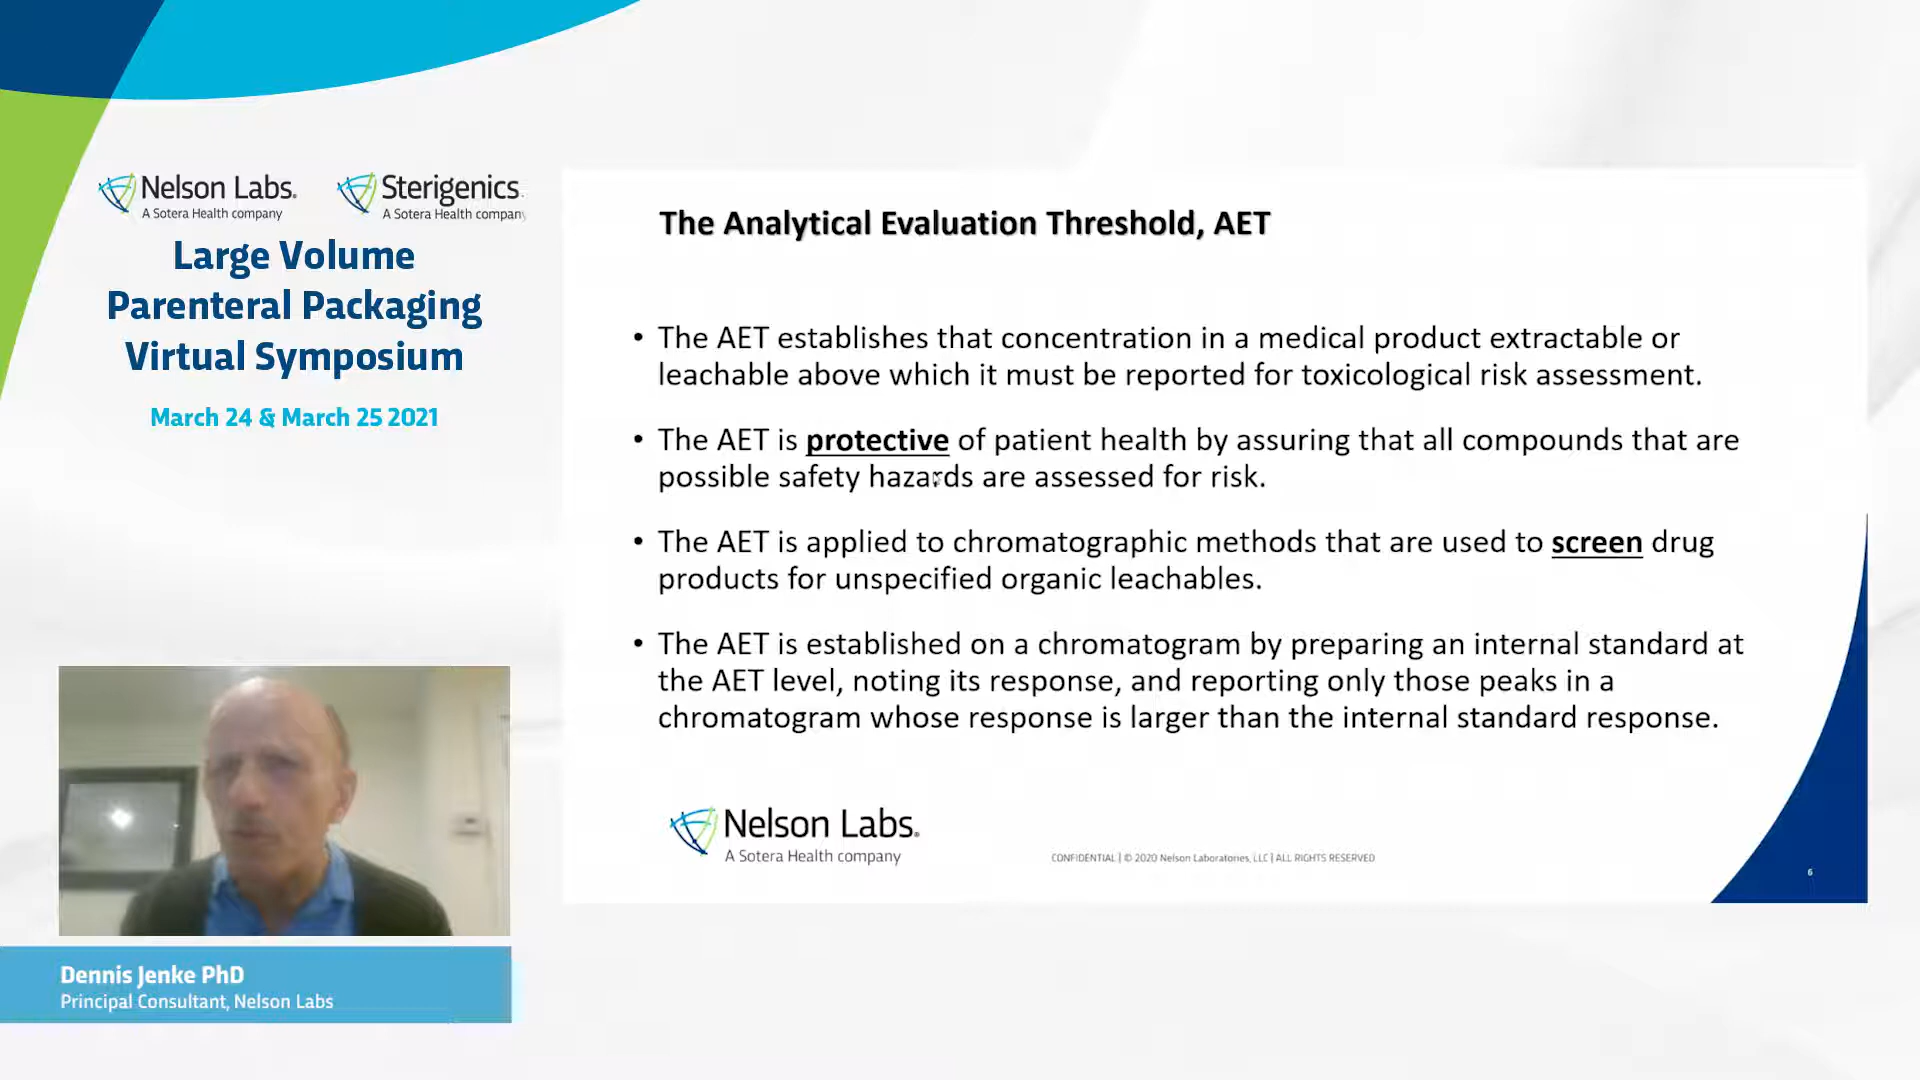 Nelson Labs.
A Sotera Health company
Sterigenics
A Sotera Health company
Large Volume
Parenteral Packaging
Virtual Symposium
March 24 & March 25 2021
The Analytical Evaluation Threshold, AET
• The AET establishes that concentration in a medical product extractable or
leachable above which it must be reported for toxicological risk assessment.
• The AET is protective of patient health by assuring that all compounds that are
possible safety hazards are assessed for risk.
• The AET is applied to chromatographic methods that are used to screen drug
products for unspecified organic leachables.
• The AET is established on a chromatogram by preparing an internal standard at
the AET level, noting its response, and reporting only those peaks in a
chromatogram whose response is larger than the internal standard response.
Nelson Labs.
A Sotera Health company
CONFIDENTIAL | © 2020 Nelson Laboratories, LLC | ALL RIGHTS RESERVED
6
Dennis Jenke PhD
Principal Consultant, Nelson Labs